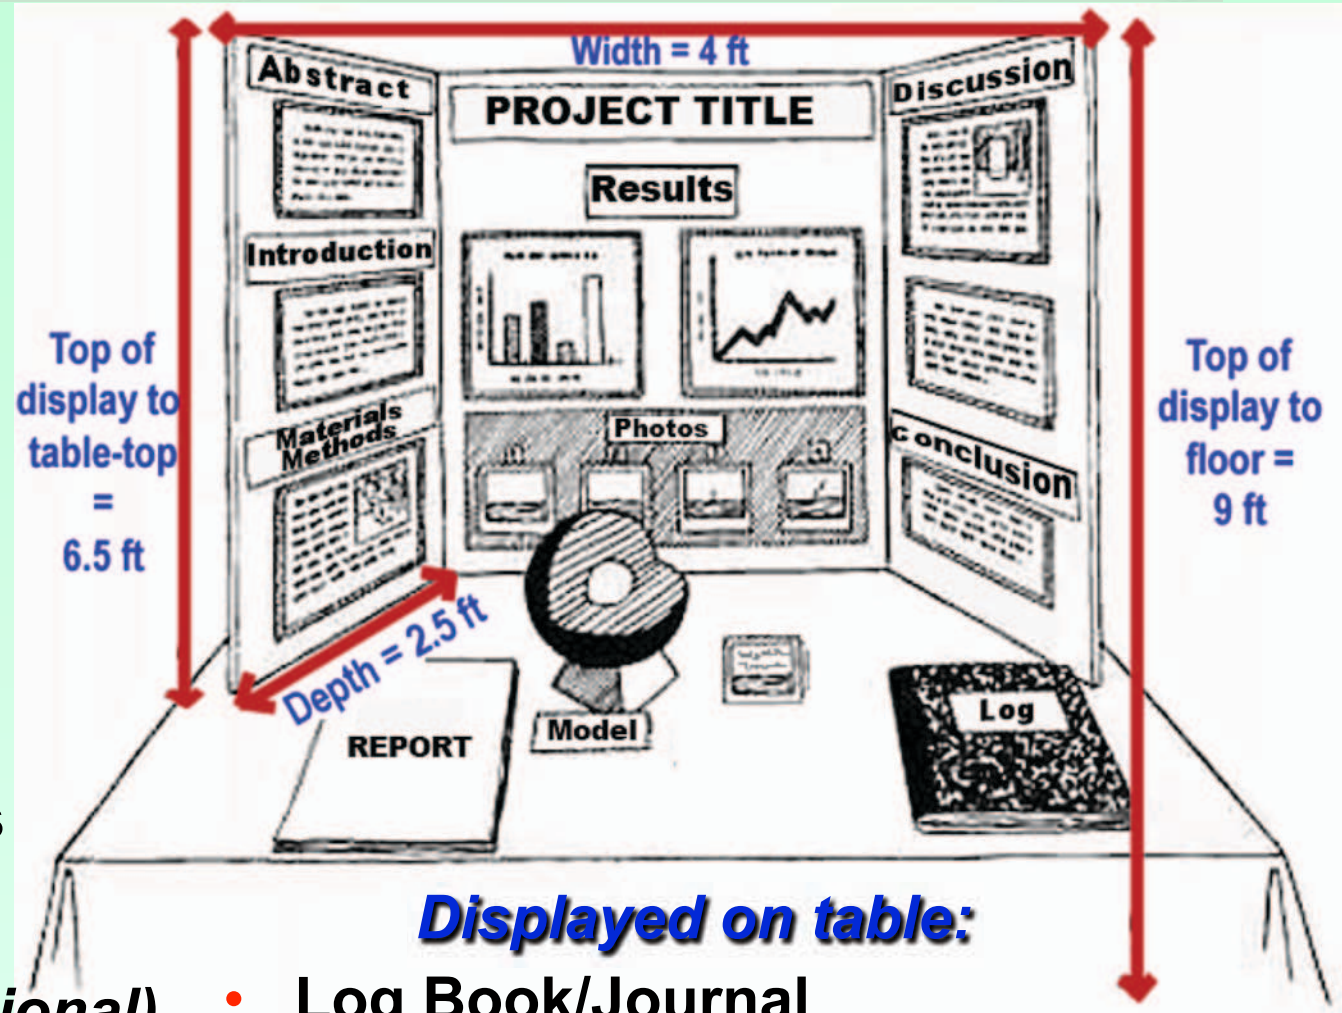 Width = 4 ft
Abstract
PROJECT TITLE
Discussion
Results
Introduction
Top of
display to
table-top
=
6.5 ft
Materials
Methods
Photos
Conclusion
Top of
display to
floor =
9 ft
Depth = 2.5 ft
REPORT
Model
Log
Displayed on table:
ional)
• Log Book/Journal